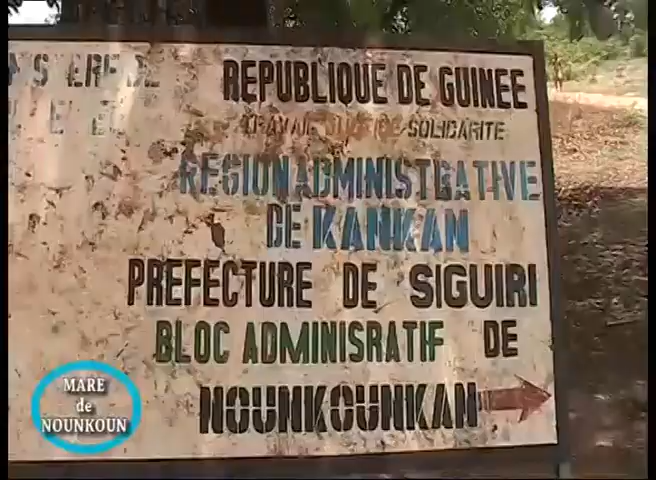 REPUBLIQUE DE GUINEE
TRAVAIL JUSTICE SOLIDARITE
REGION ADMINISTRATIVE
DE KANKAN
PREFECTURE DE SIGUIRI
BLOC ADMINISRATIF DE
NOUNKOUNKAN
MARE
de
NOUNKOUN